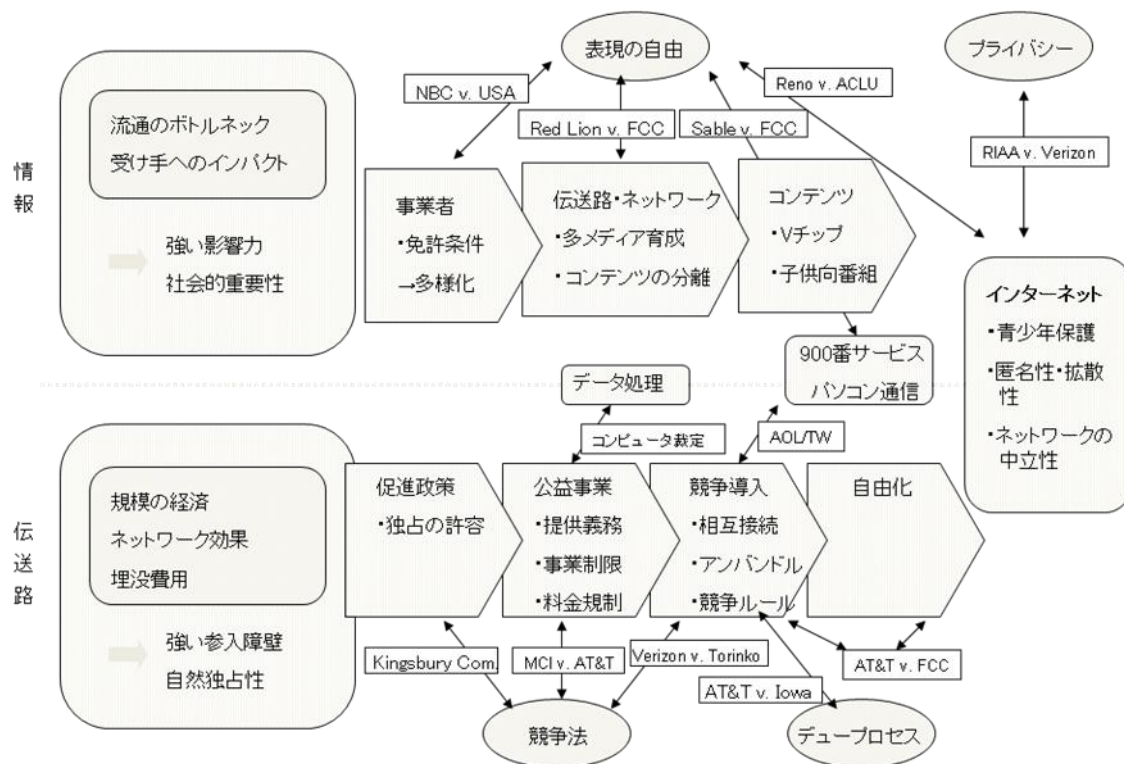 表現の自由
プライバシー
NBC v. USA
Reno v. ACLU
Red Lion v. FCC
Sable v. FCC
RIAA v. Verizon
情報
流通のボトルネック
受け手へのインパクト
強い影響力
社会的重要性
事業者
・免許条件
→多様化
伝送路・ネットワーク
・多メディア育成
・コンテンツの分離
コンテンツ
・Vチップ
・子供向番組
インターネット
・青少年保護
・匿名性・拡散
性
・ネットワークの
中立性
900番サービス
パソコン通信
データ処理
コンピュータ裁定
AOL/TW
伝送路
規模の経済
ネットワーク効果
埋没費用
強い参入障壁
自然独占性
促進政策
・独占の許容
公益事業
・提供義務
・事業制限
・料金規制
競争導入
・相互接続
・アンバンドル
・競争ルール
自由化
Kingsbury Com.
MCI v. AT&T
Verizon v. Torinko
AT&T v. Iowa
AT&T v. FCC
競争法
デュープロセス